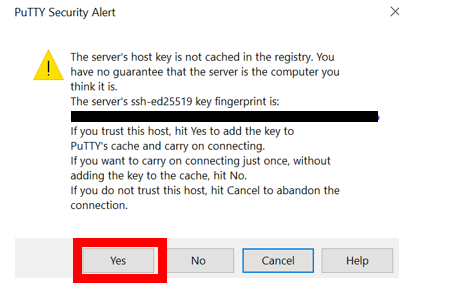 PuTTY Security Alert
The server's host key is not cached in the registry. You
have no guarantee that the server is the computer you
think it is.
The server's ssh-ed25519 key fingerprint is:
If you trust this host, hit Yes to add the key to
PuTTY's cache and carry on connecting.
If you want to carry on connecting just once, without
adding the key to the cache, hit No.
If you do not trust this host, hit Cancel to abandon the
connection.
Yes No Cancel Help